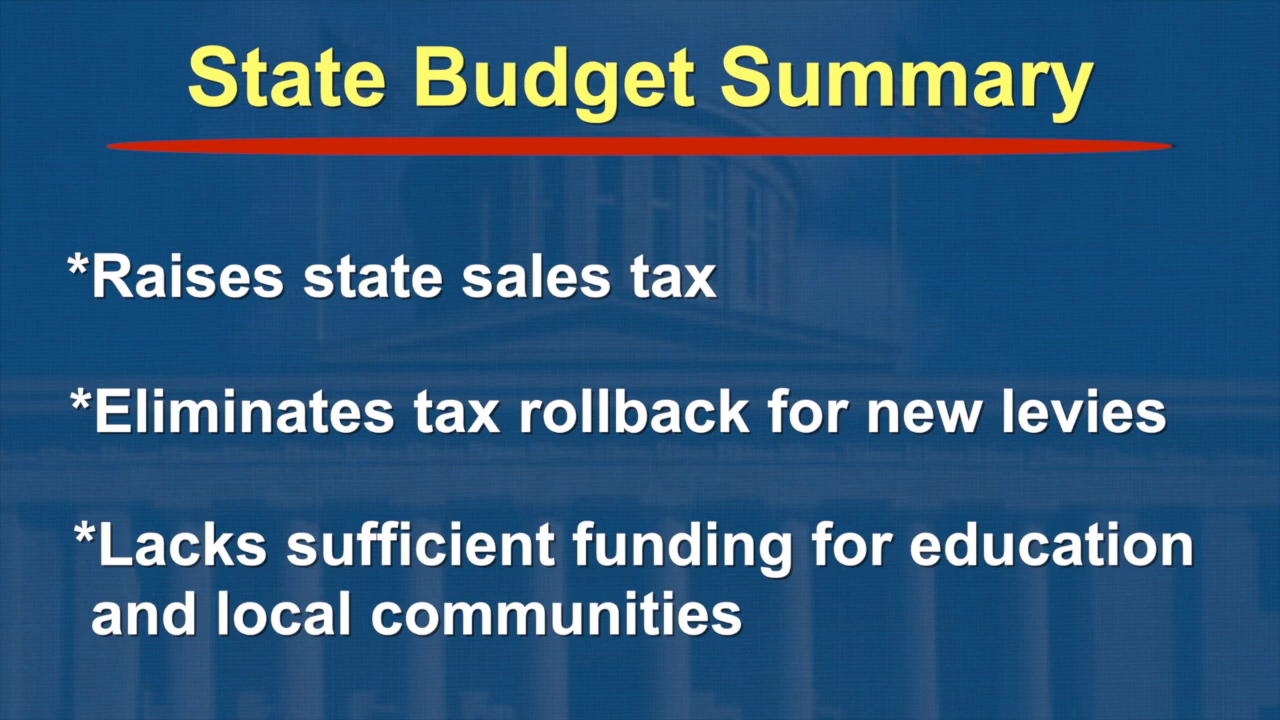 State Budget Summary
*Raises state sales tax
*Eliminates tax rollback for new levies
*Lacks sufficient funding for education
and local communities